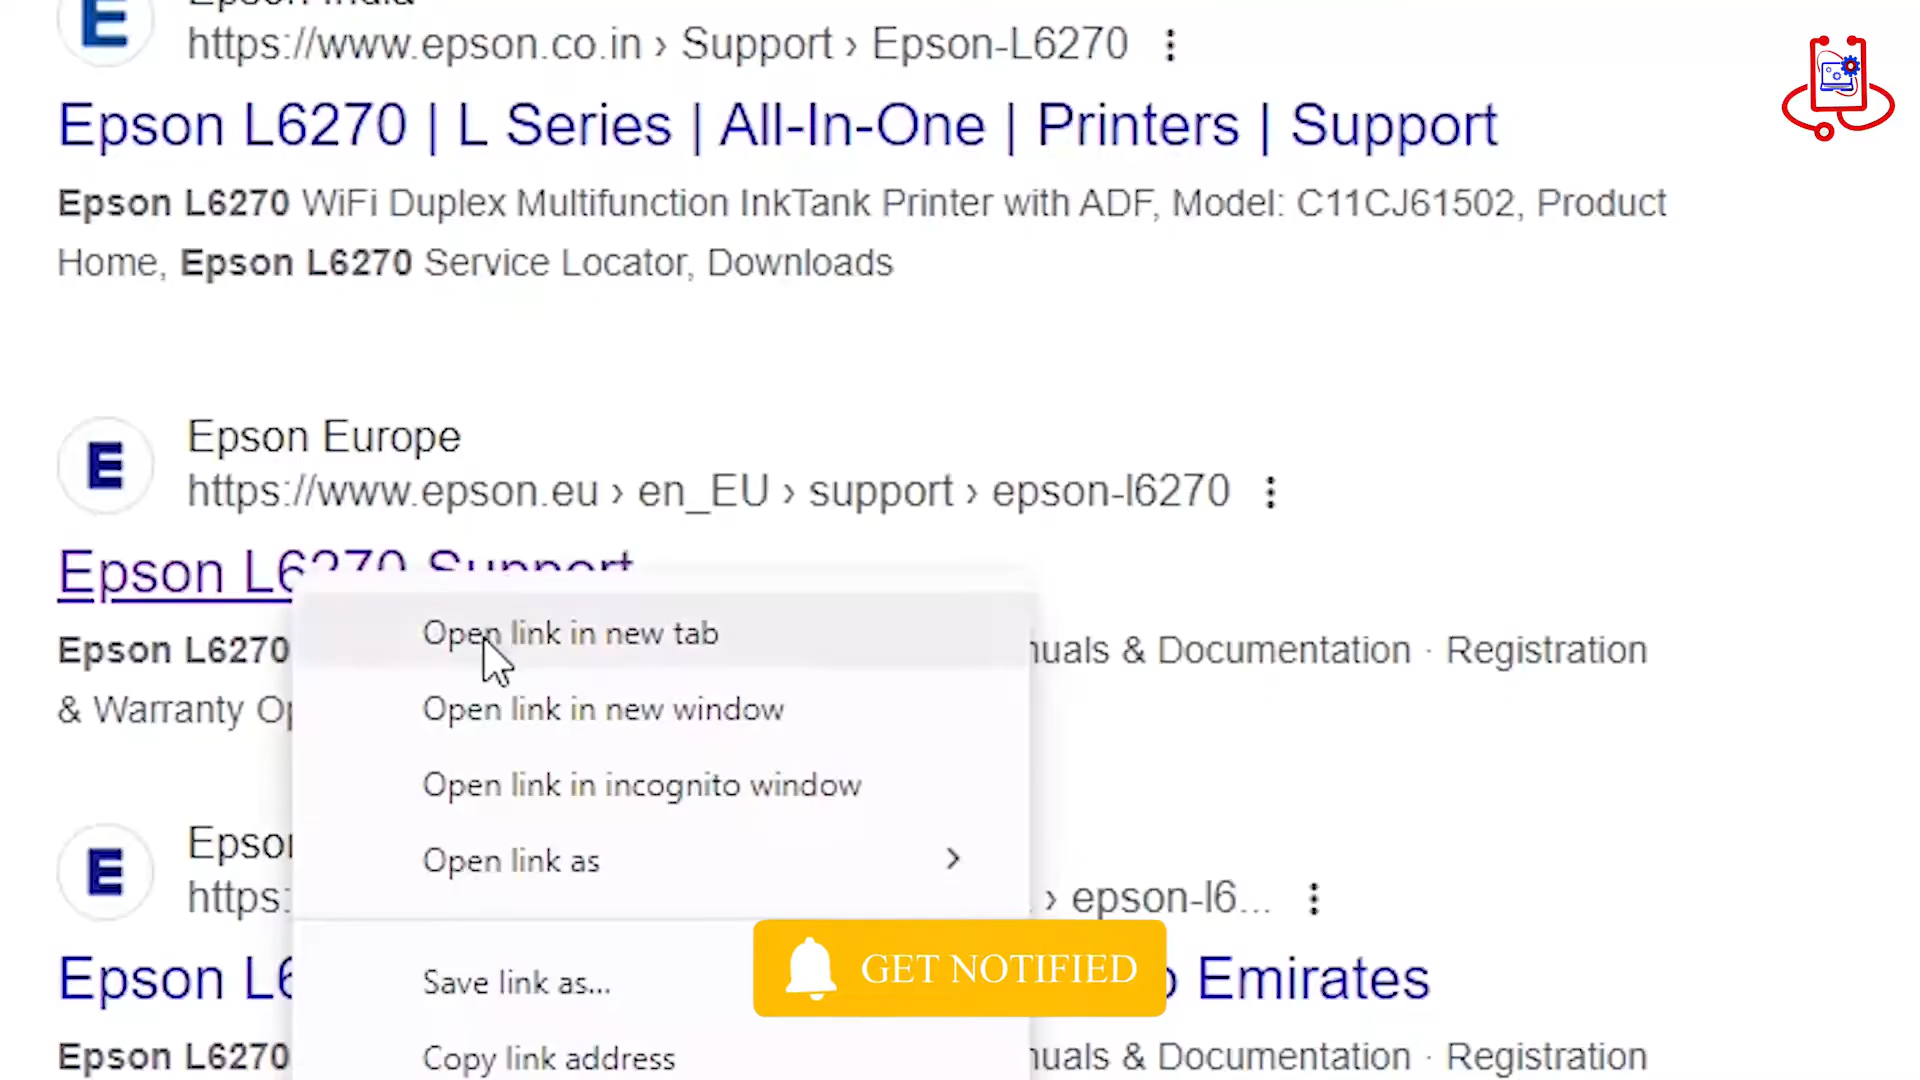 https://www.epson.co.in › Support › Epson-L6270
Epson L6270 | L Series | All-In-One | Printers | Support
Epson L6270 WiFi Duplex Multifunction InkTank Printer with ADF, Model: C11CJ61502, Product
Home, Epson L6270 Service Locator, Downloads
E
Epson Europe
https://www.epson.eu › en_EU › support › epson-l6270
Epson L6270 Support
Epson L6270
& Documentation · Registration
& Warranty
Open link in new tab
Open link in new window
Open link in incognito window
Open link as
E
› epson-l6...
Epson
Emirates
Save link as...
GET NOTIFIED
Epson L6270
& Documentation · Registration
Copy link address